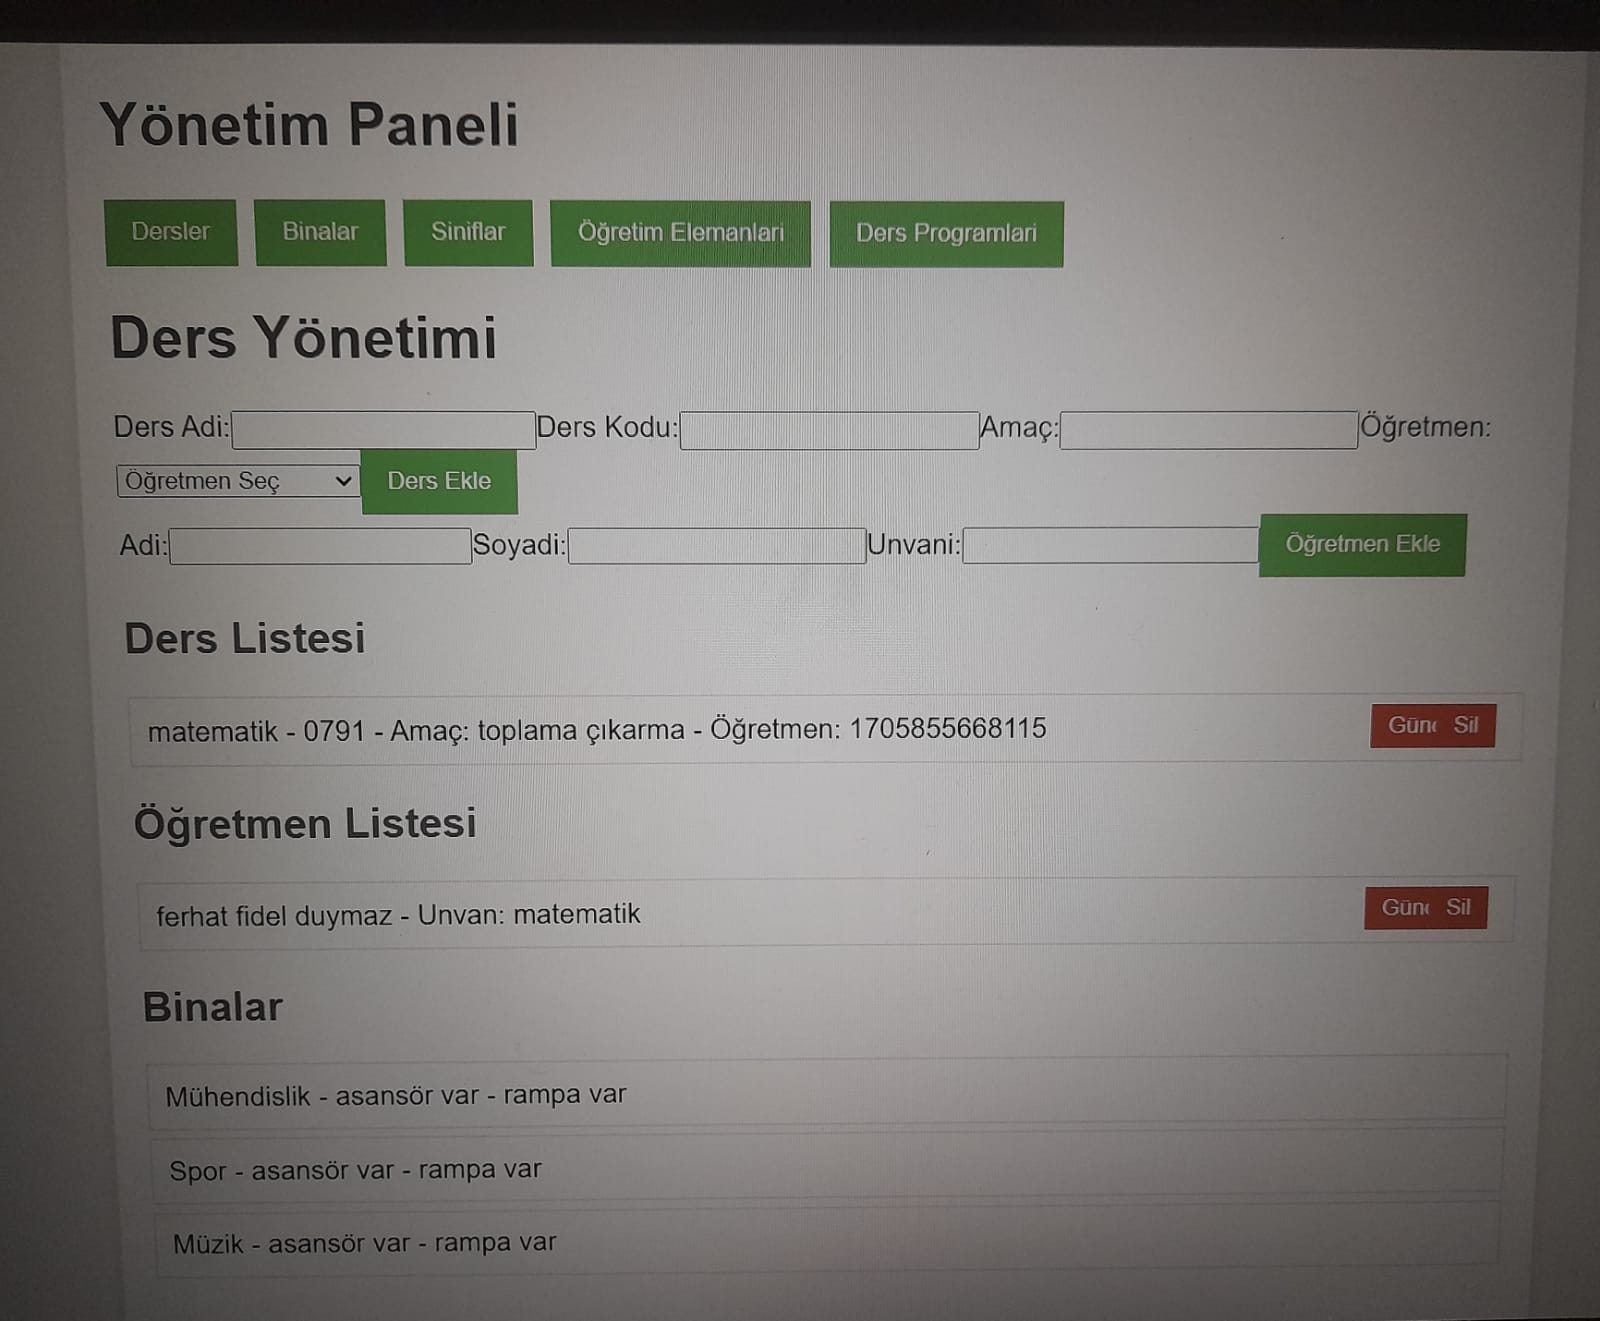 Yönetim Paneli
Dersler Binalar Siniflar Öğretim Elemanlari Ders Programlari
Ders Yönetimi
Ders Adi: Ders Kodu: Amaç: Öğretmen:
Öğretmen Seç Ders Ekle
Adi: Soyadi: Unvani: Öğretmen Ekle
Ders Listesi
matematik - 0791 - Amaç: toplama çıkarma - Öğretmen: 1705855668115 Günc Sil
Öğretmen Listesi
ferhat fidel duymaz - Unvan: matematik Günc Sil
Binalar
Mühendislik - asansör var - rampa var
Spor - asansör var - rampa var
Müzik - asansör var - rampa var